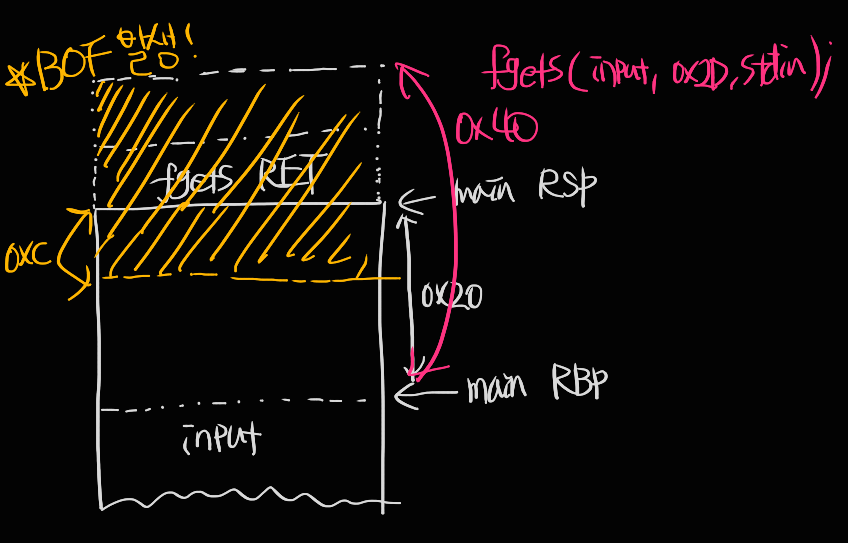 ☆BOF 발생!
fgets(input, 0x2D, stdin);
0x40
fgets RET
main RSP
0xC
0x20
main RBP
input